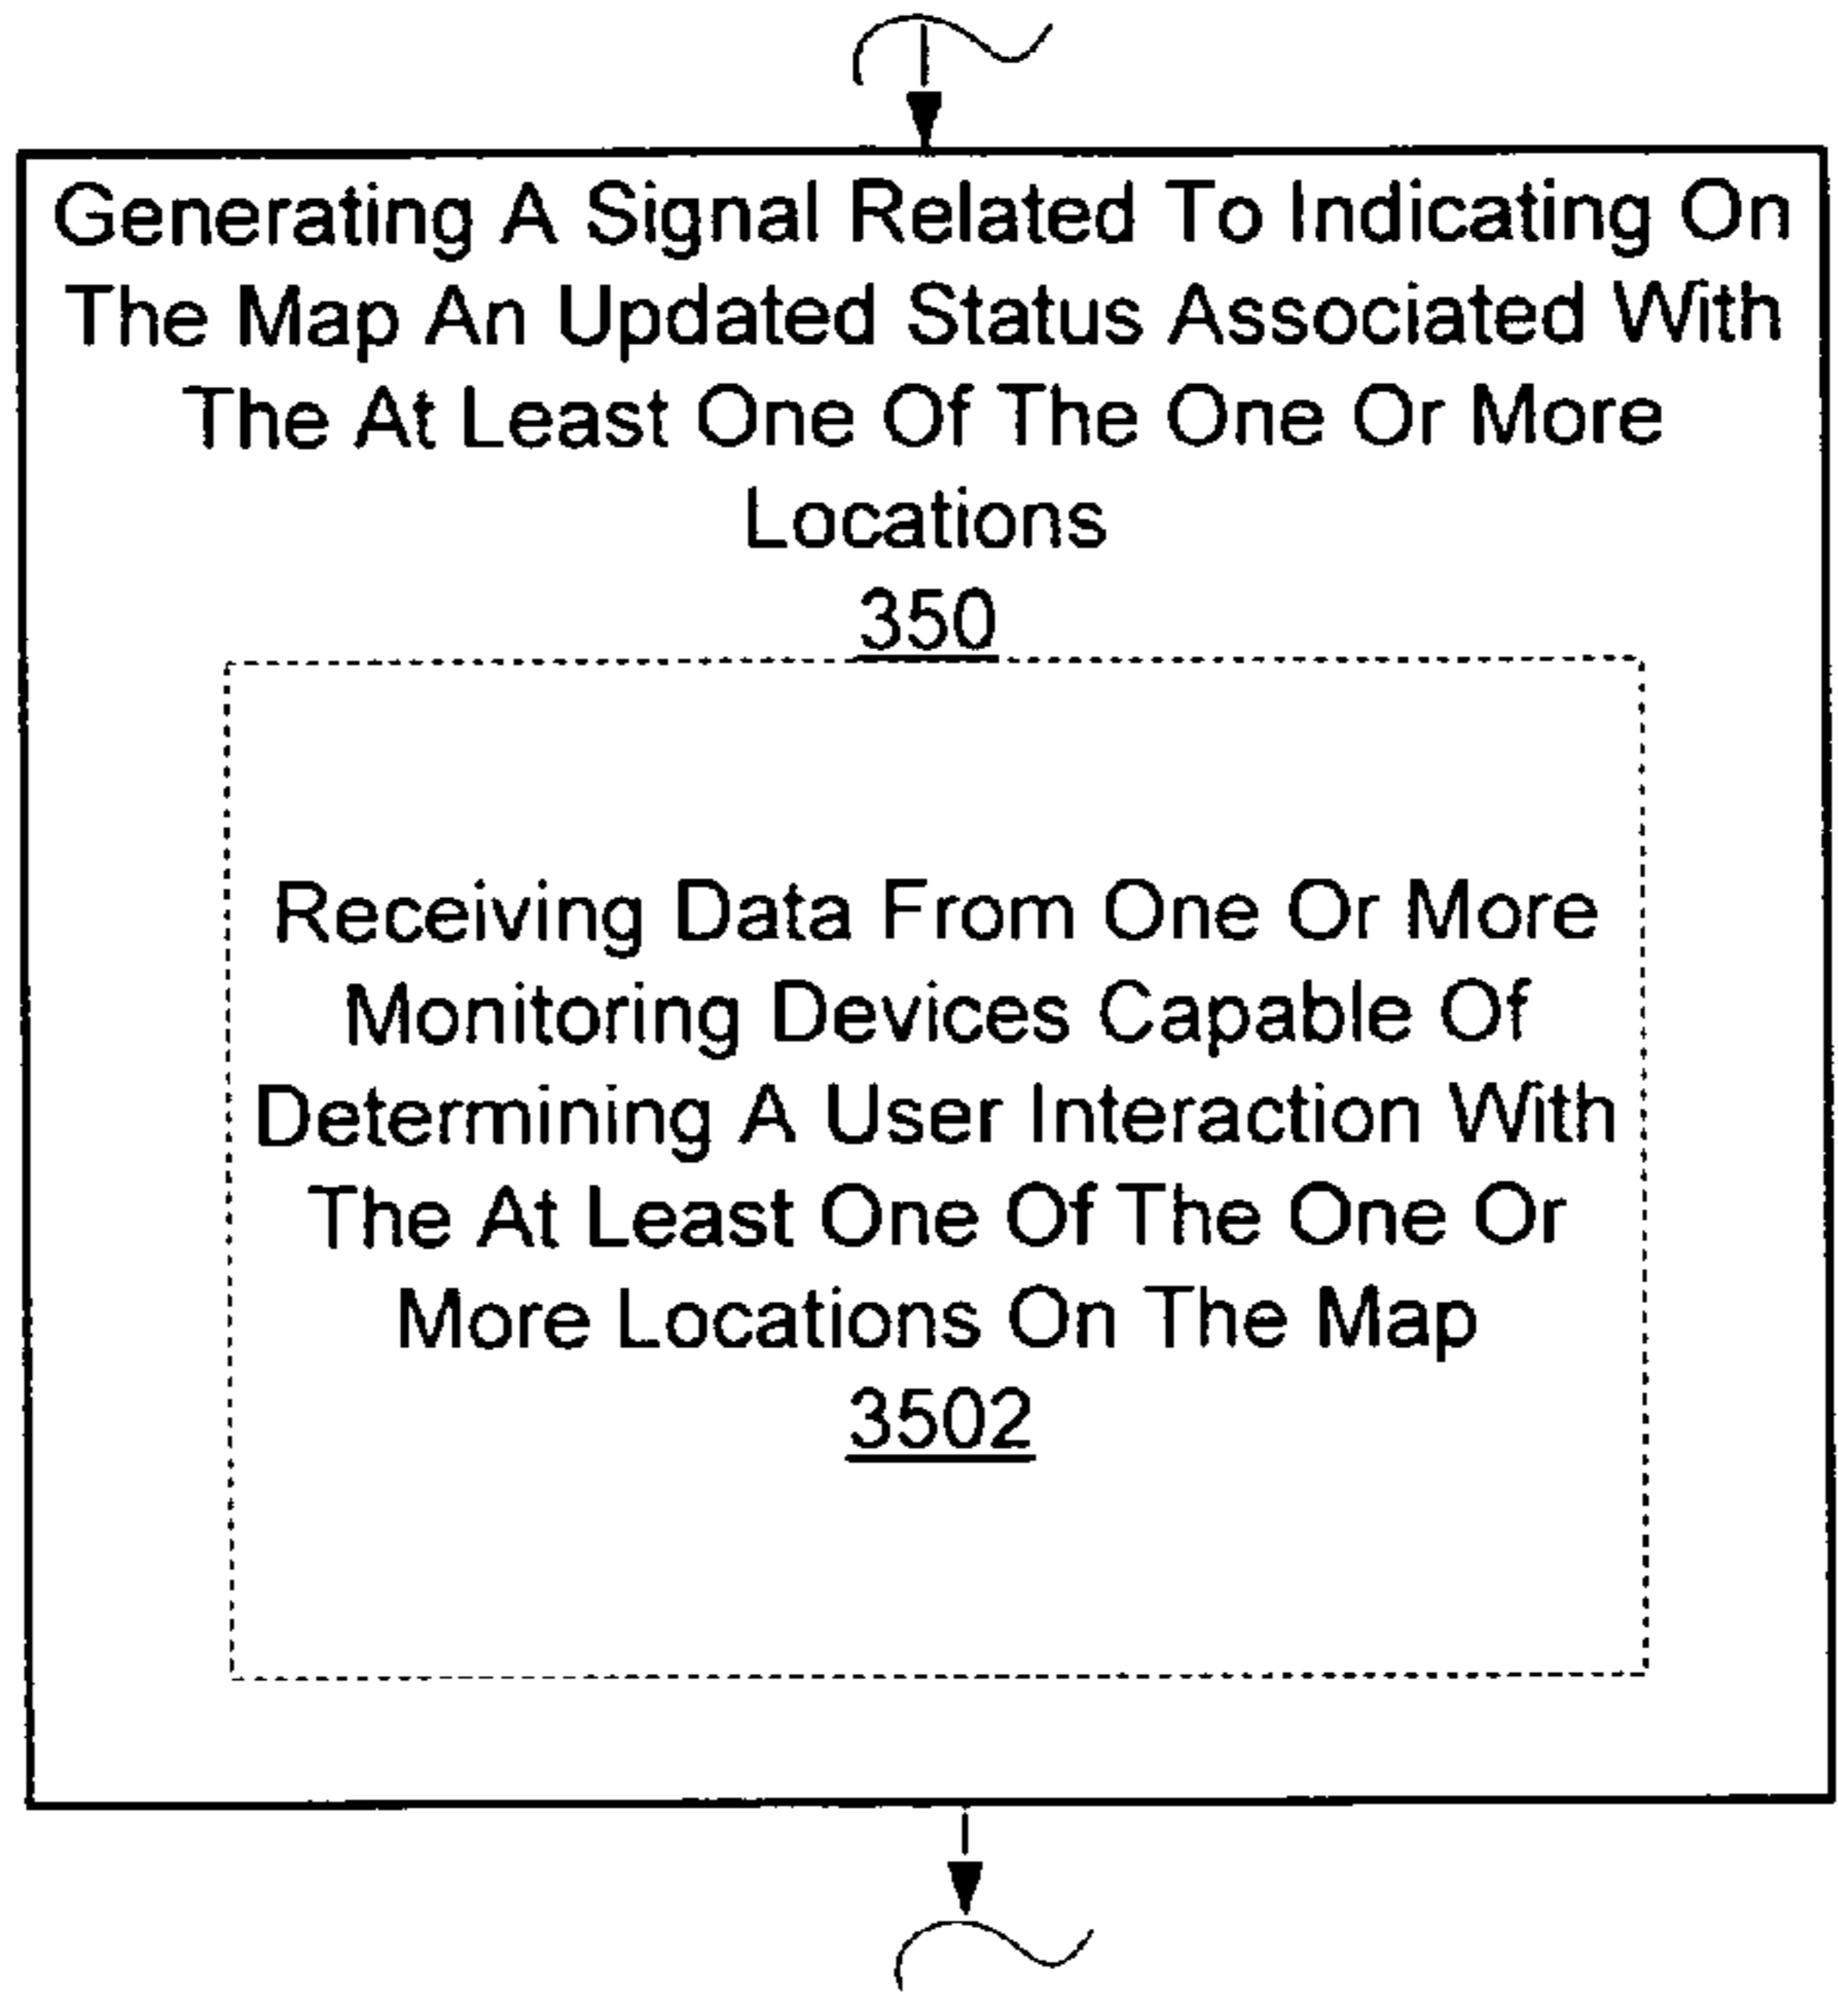 Generating A Signal Related To Indicating On
The Map An Updated Status Associated With
The At Least One Of The One Or More
Locations
350
Receiving Data From One Or More
Monitoring Devices Capable Of
Determining A User Interaction With
The At Least One Of The One Or
More Locations On The Map
3502